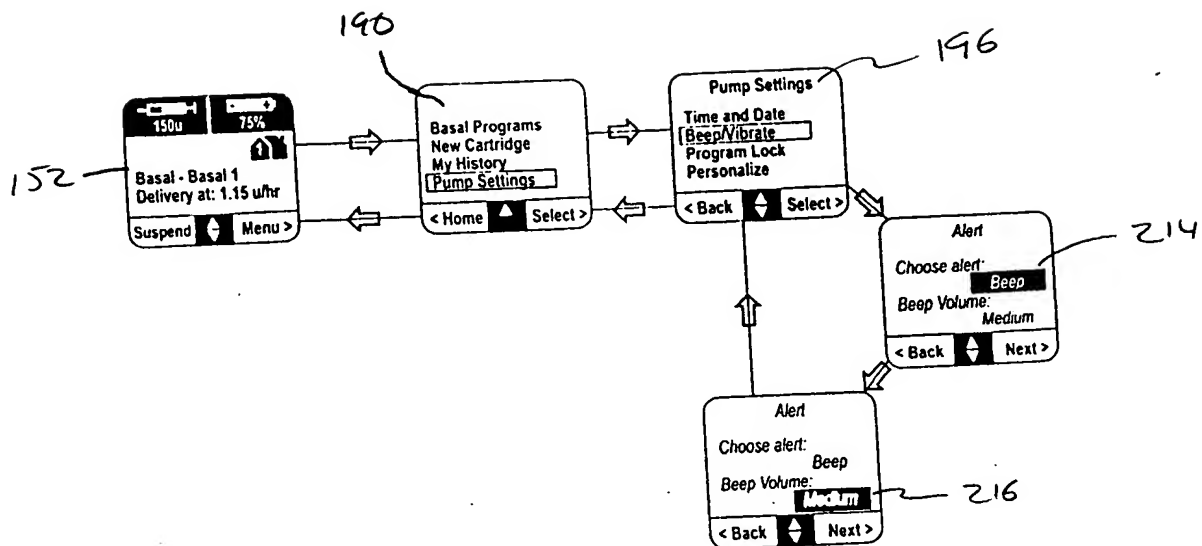 190
196
152
214
216
150u 75%
Basal - Basal 1
Delivery at: 1.15 u/hr
Suspend Menu >
Basal Programs
New Cartridge
My History
Pump Settings
< Home Select >
Pump Settings
Time and Date
Beep/Vibrate
Program Lock
Personalize
< Back Select >
Alert
Choose alert:
Beep
Beep Volume:
Medium
< Back Next >
Alert
Choose alert:
Beep
Beep Volume:
Medium
< Back Next >